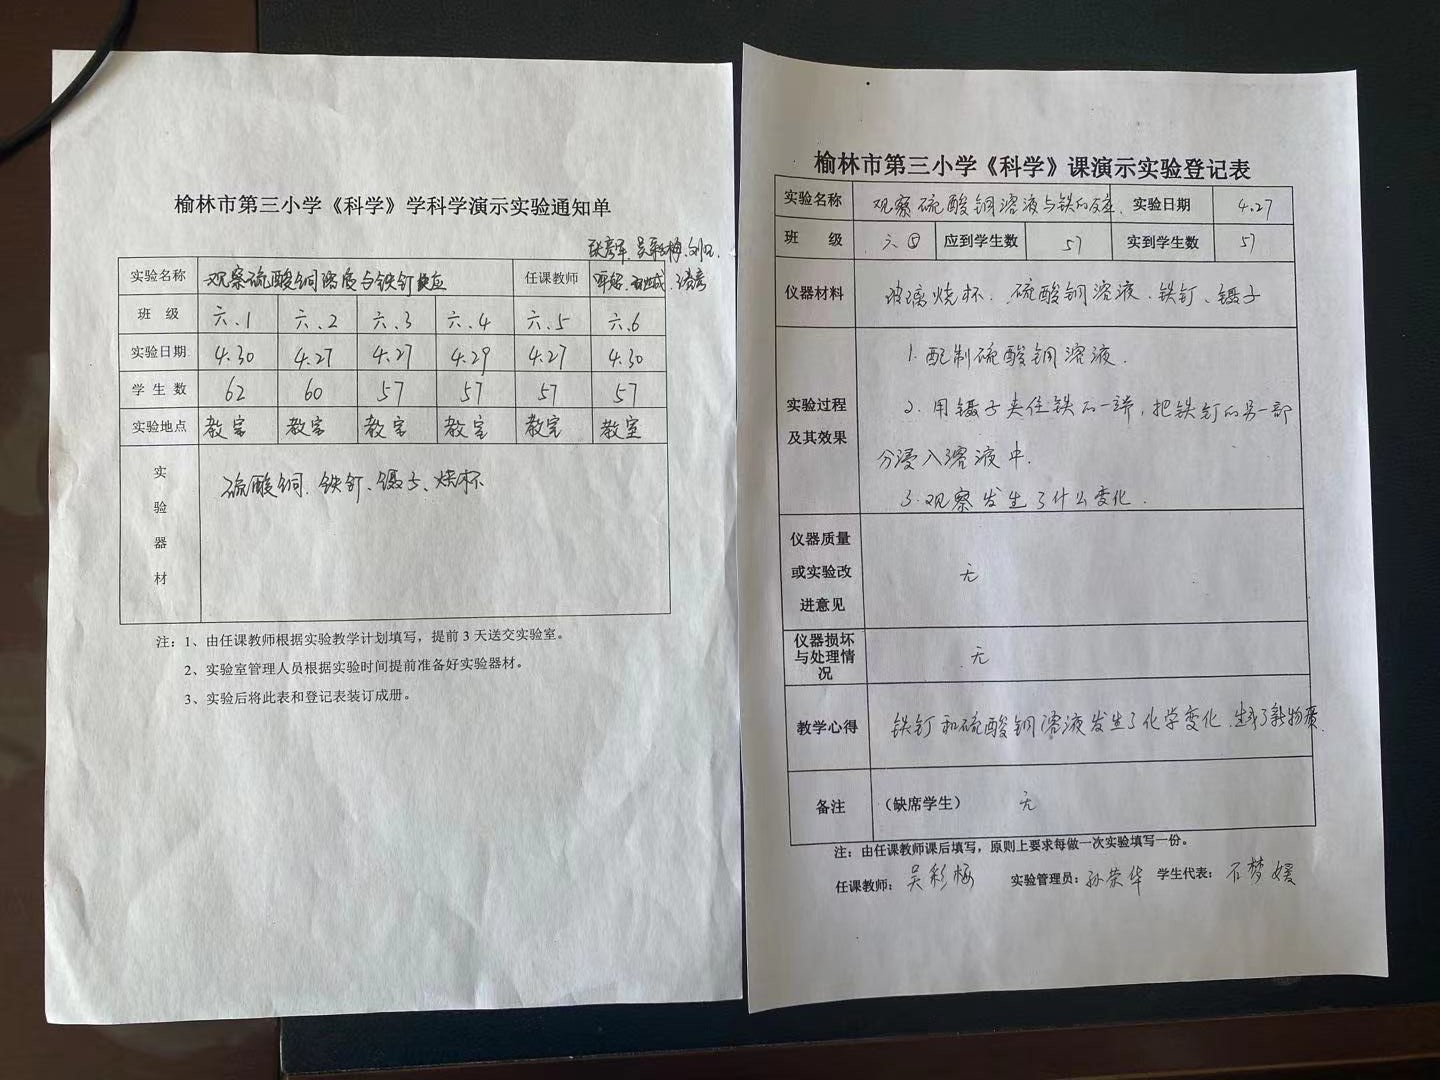 榆林市第三小学《科学》学科学演示实验通知单
吴彩梅
实验名称 观察硫酸铜溶液与铁钉反应 任课教师
班 级 六.1 六.2 六.3 六.4 六.5 六.6
实验日期 4.30 4.27 4.27 4.29 4.27 4.30
学 生 数 62 60 57 57 57 57
实验地点 教室 教室 教室 教室 教室 教室
实验器材 硫酸铜、铁钉、镊子、烧杯
注：1、由任课教师根据实验教学计划填写，提前 3 天送交实验室。
2、实验室管理人员根据实验时间提前准备好实验器材。
3、实验后将此表和登记表装订成册。
榆林市第三小学《科学》课演示实验登记表
实验名称 观察硫酸铜溶液与铁的反应. 实验日期 4.27
班 级 六⑤ 应到学生数 57 实到学生数 57
仪器材料 玻璃烧杯、硫酸铜溶液、铁钉、镊子
实验过程
及其效果
1. 配制硫酸铜溶液.
2. 用镊子夹住铁的一端，把铁钉的另一部
分浸入溶液中.
3. 观察发生了什么变化.
仪器质量
或实验改
进意见
无
仪器损坏
与处理情
况
无
教学心得 铁钉和硫酸铜溶液发生了化学变化、生成了新物质.
备注 （缺席学生） 无
注：由任课教师课后填写，原则上要求每做一次实验填写一份。
任课教师：吴彩梅 实验管理员：孙荣华 学生代表：石梦媛